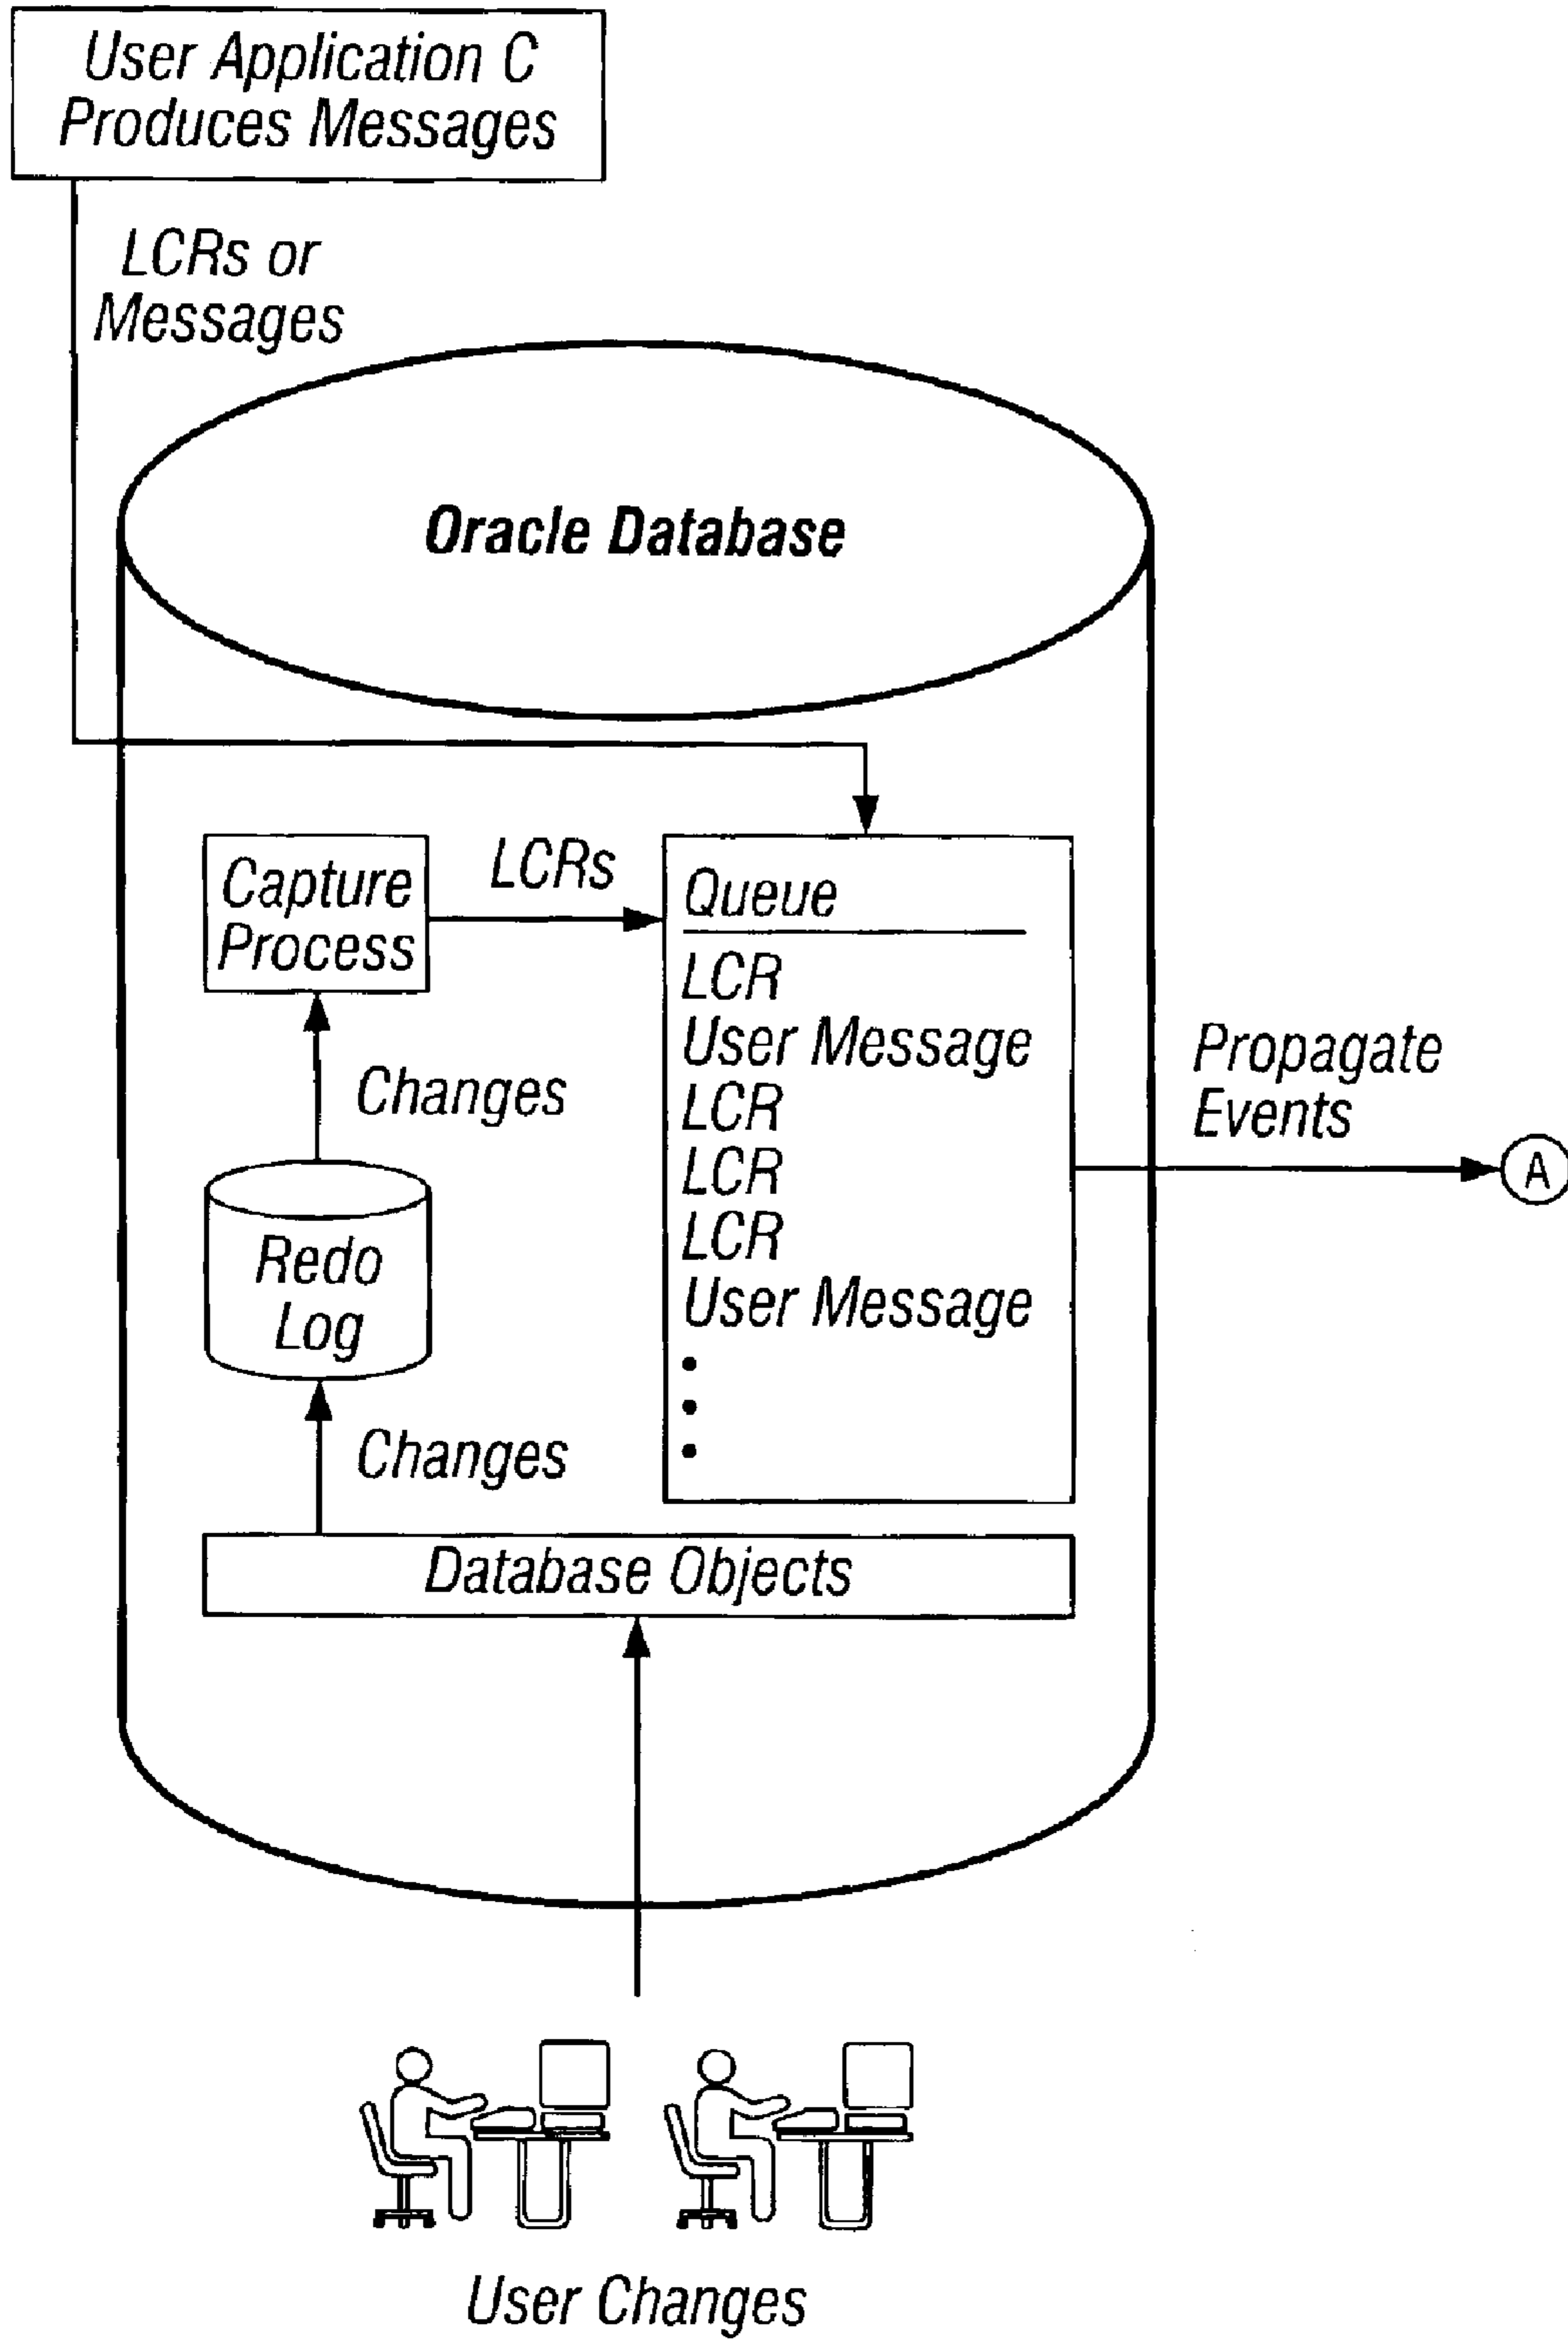 User Application C
Produces Messages
LCRs or
Messages
Oracle Database
Capture
Process
LCRs
Queue
LCR
User Message
LCR
LCR
LCR
User Message
Changes
Redo
Log
Changes
Database Objects
Propagate
Events
A
User Changes